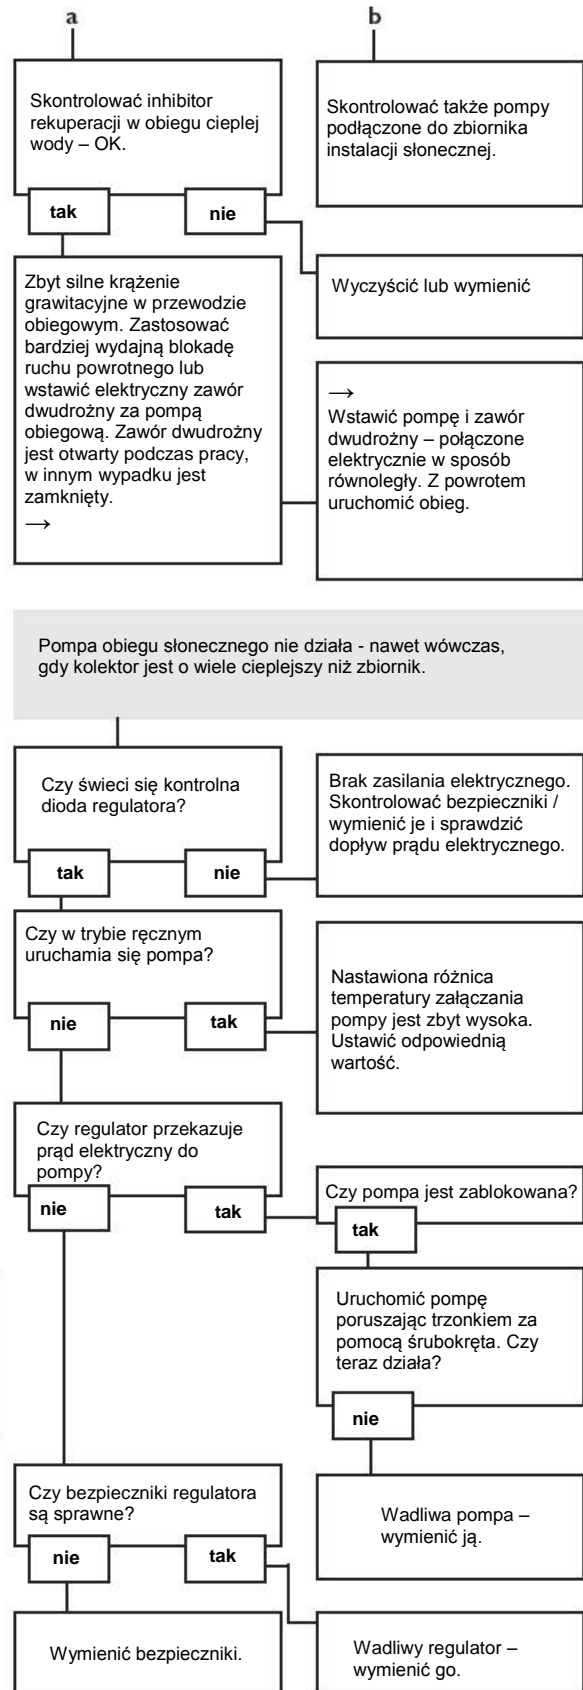 a
b
Skontrolować inhibitor
rekuperacji w obiegu cieplej
wody – OK.
tak
nie
Skontrolować także pompy
podłączone do zbiornika
instalacji słonecznej.
Zbyt silne krążenie
grawitacyjne w przewodzie
obiegowym. Zastosować
bardziej wydajną blokadę
ruchu powrotnego lub
wstawić elektryczny zawór
dwudrożny za pompą
obiegową. Zawór dwudrożny
jest otwarty podczas pracy,
w innym wypadku jest
zamknięty.
→
Wyczyścić lub wymienić
→
Wstawić pompę i zawór
dwudrożny – połączone
elektrycznie w sposób
równoległy. Z powrotem
uruchomić obieg.
Pompa obiegu słonecznego nie działa - nawet wówczas,
gdy kolektor jest o wiele cieplejszy niż zbiornik.
Czy świeci się kontrolna
dioda regulatora?
tak
nie
Brak zasilania elektrycznego.
Skontrolować bezpieczniki /
wymienić je i sprawdzić
dopływ prądu elektrycznego.
Czy w trybie ręcznym
uruchamia się pompa?
nie
tak
Nastawiona różnica
temperatury załączania
pompy jest zbyt wysoka.
Ustawić odpowiednią
wartość.
Czy regulator przekazuje
prąd elektryczny do
pompy?
nie
tak
Czy pompa jest zablokowana?
tak
Uruchomić pompę
poruszając trzonkiem za
pomocą śrubokręta. Czy
teraz działa?
nie
Wadliwa pompa –
wymienić ją.
Czy bezpieczniki regulatora
są sprawne?
nie
tak
Wymienić bezpieczniki.
Wadliwy regulator –
wymienić go.